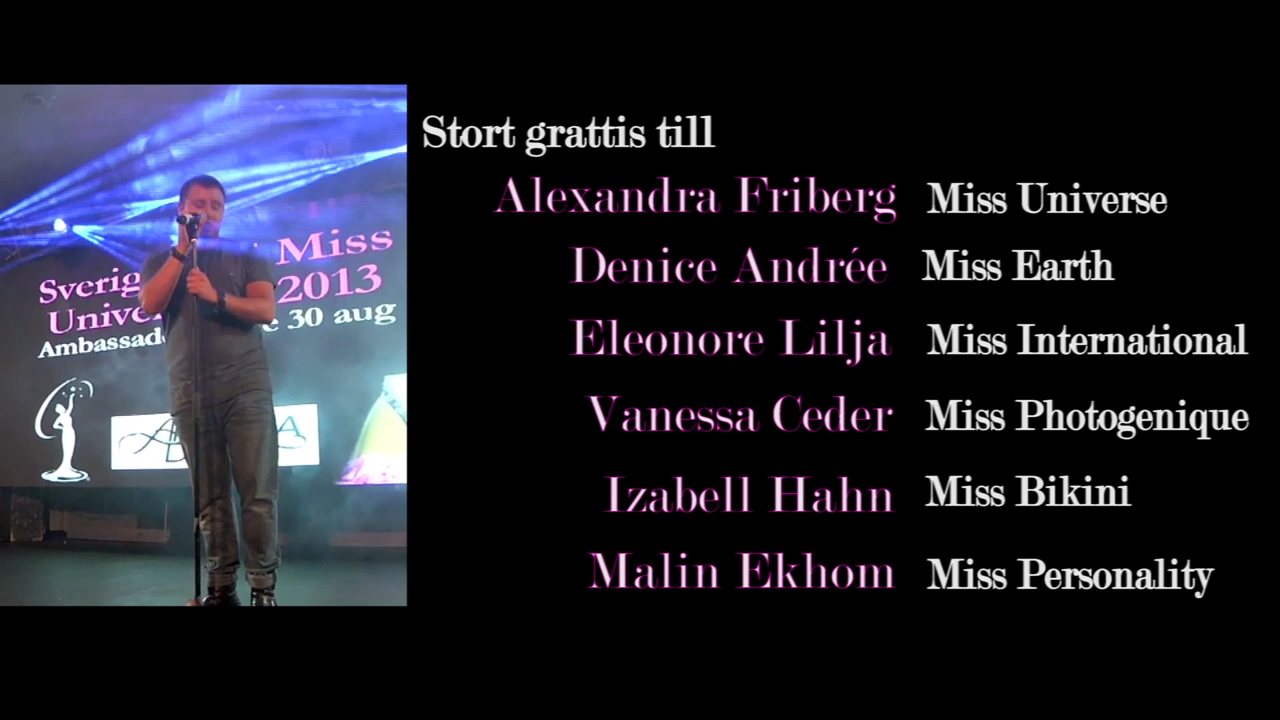 Stort grattis till
Alexandra Friberg Miss Universe
Denice Andrée Miss Earth
Eleonore Lilja Miss International
Vanessa Ceder Miss Photogenique
Izabell Hahn Miss Bikini
Malin Ekhom Miss Personality
Miss
2013
30 aug